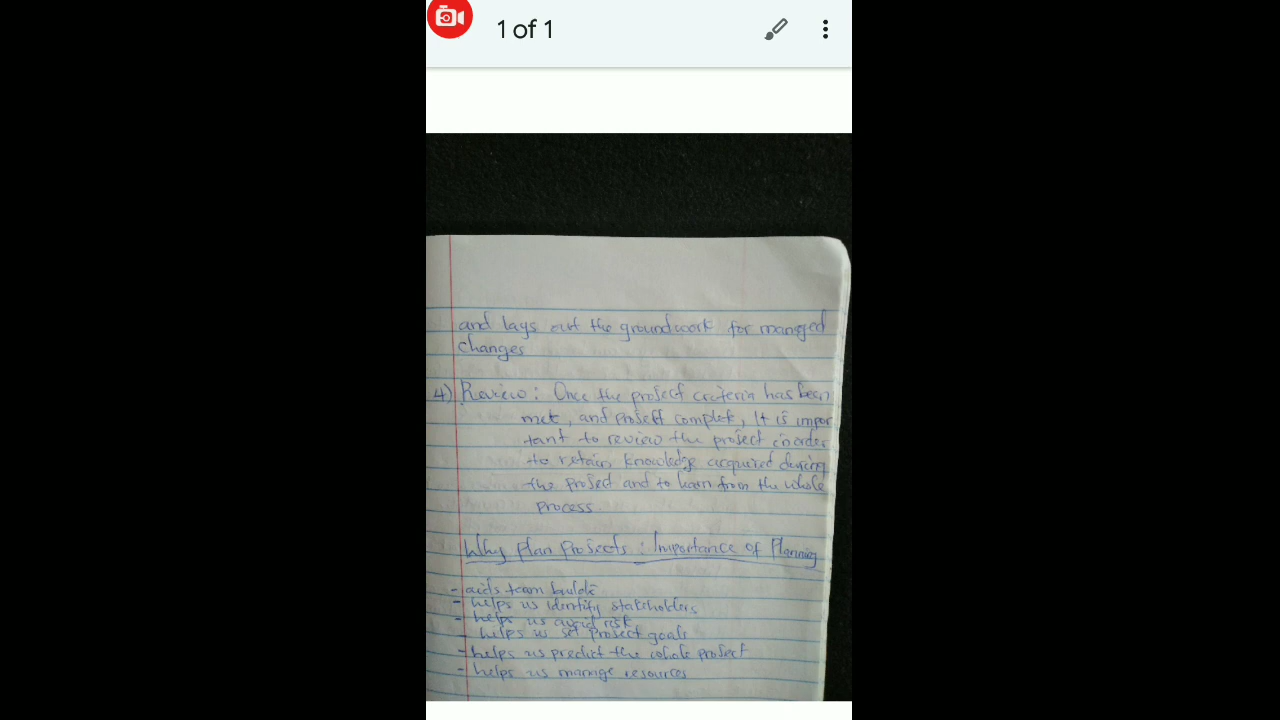 1 of 1
and lays out the groundwork for managed
changes
4) Review: Once the project criteria has been
met, and project complete, It is impor
tant to review the project in order
to retain knowledge acquired during
the project and to learn from the whole
process
Why Plan Projects: Importance of Planning
- aids team
- helps us identify stakeholders
- helps us avoid risk
- helps us set project goals
- helps us predict the whole project
- helps us manage resources